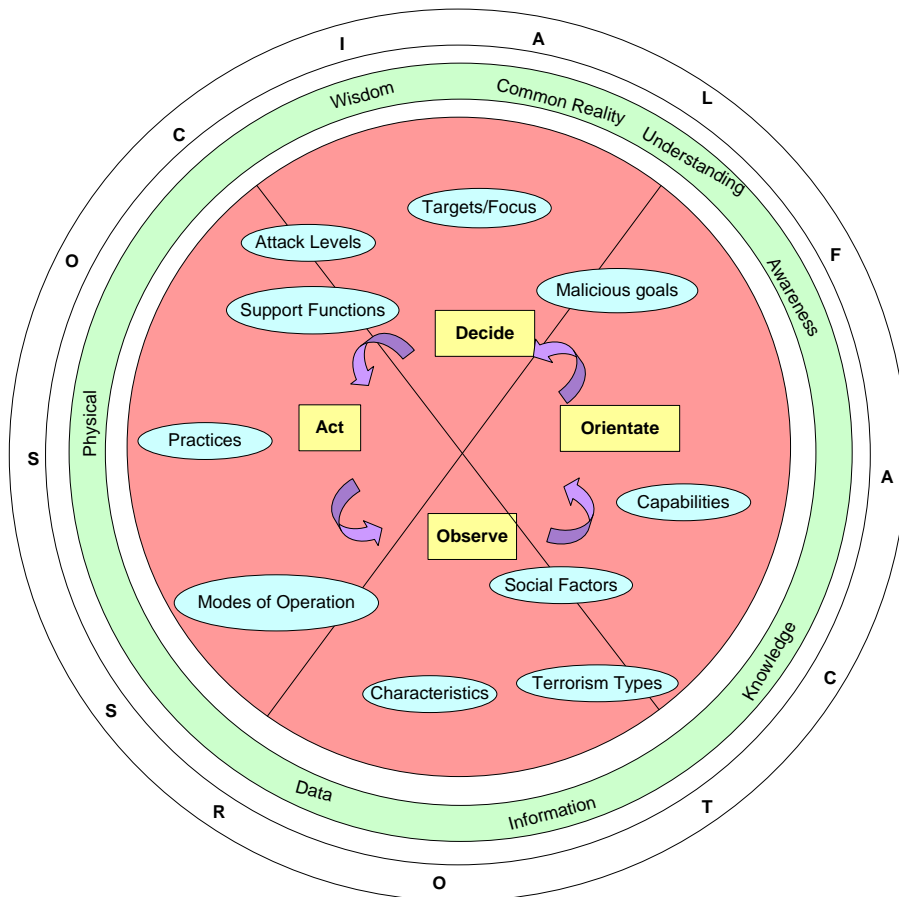 S O C I A L F A C T O R S
Wisdom
Common Reality
Understanding
Awareness
Knowledge
Information
Data
Physical
Targets/Focus
Attack Levels
Malicious goals
Support Functions
Decide
Act
Orientate
Practices
Capabilities
Observe
Social Factors
Modes of Operation
Characteristics
Terrorism Types